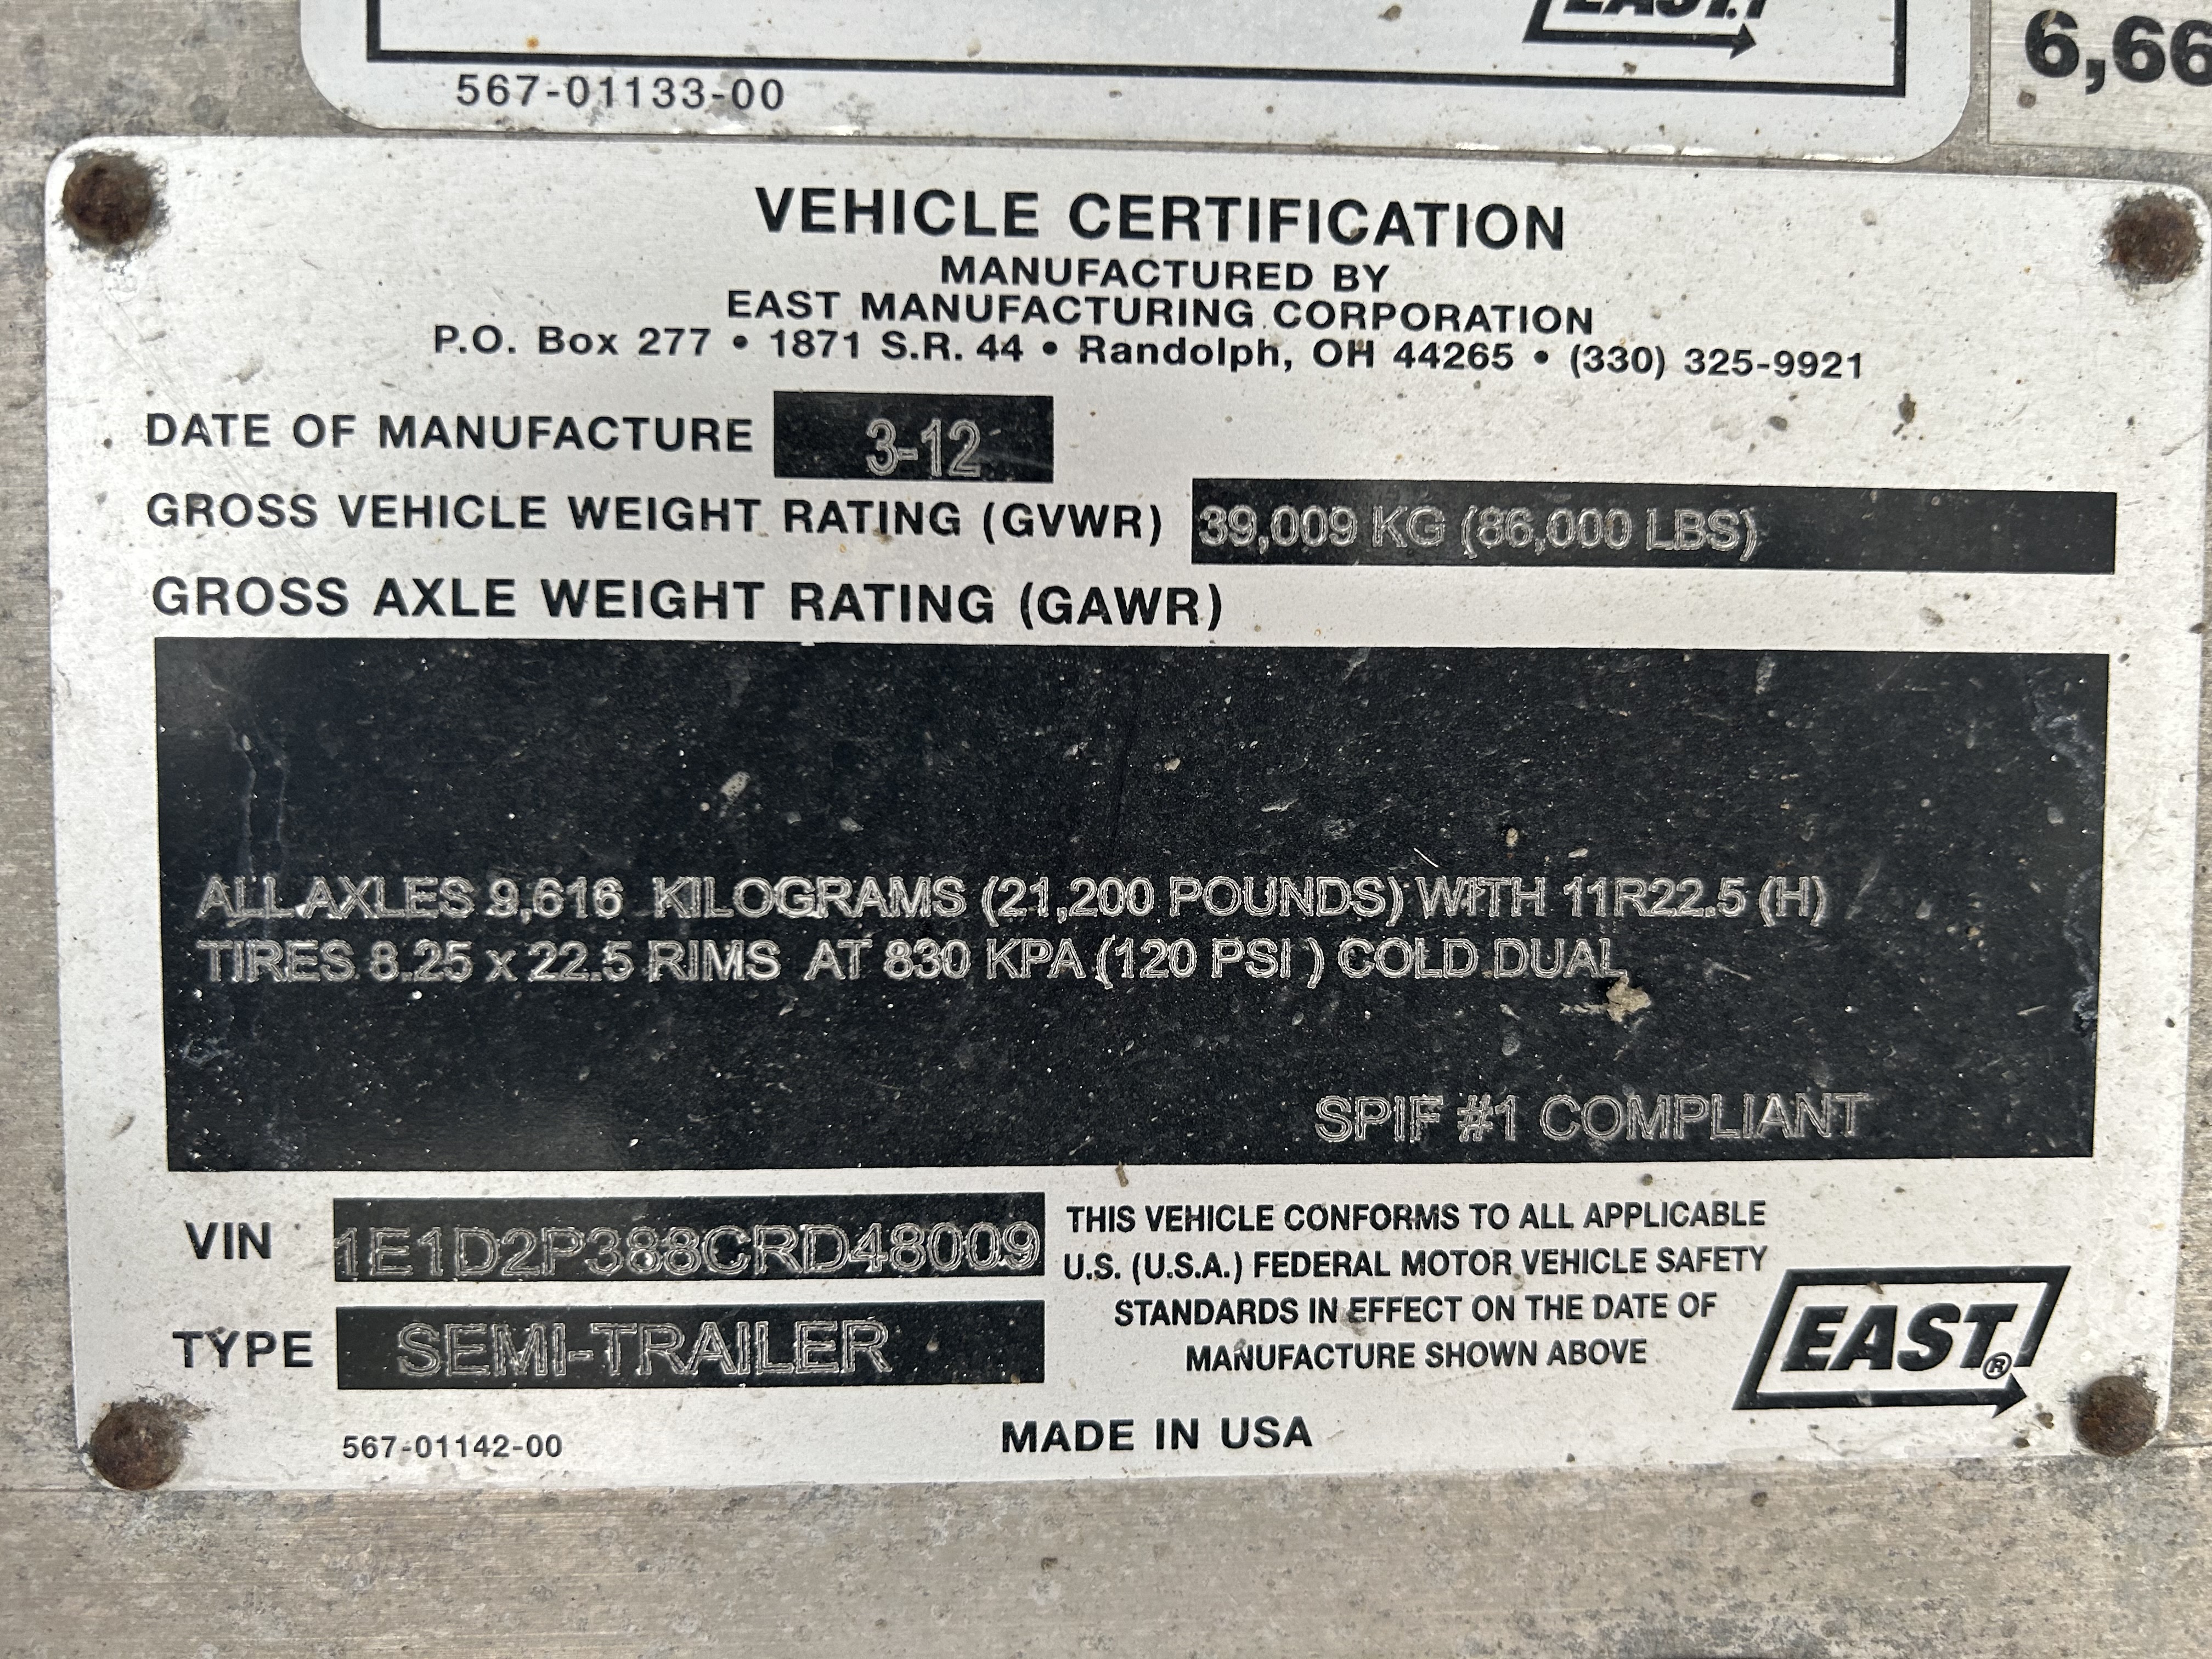 EAST.
567-01133-00
6,66
VEHICLE CERTIFICATION
MANUFACTURED BY
EAST MANUFACTURING CORPORATION
P.O. Box 277 • 1871 S.R. 44 • Randolph, OH 44265 • (330) 325-9921
DATE OF MANUFACTURE 3-12
GROSS VEHICLE WEIGHT RATING (GVWR) 39,009 KG (86,000 LBS)
GROSS AXLE WEIGHT RATING (GAWR)
ALL AXLES 9,616 KILOGRAMS (21,200 POUNDS) WITH 11R22.5 (H)
TIRES 8.25 x 22.5 RIMS AT 830 KPA (120 PSI ) COLD DUAL
SPIF #1 COMPLIANT
VIN 1E1D2P388CRD48009
TYPE SEMI-TRAILER
THIS VEHICLE CONFORMS TO ALL APPLICABLE
U.S. (U.S.A.) FEDERAL MOTOR VEHICLE SAFETY
STANDARDS IN EFFECT ON THE DATE OF
MANUFACTURE SHOWN ABOVE
EAST®
567-01142-00
MADE IN USA